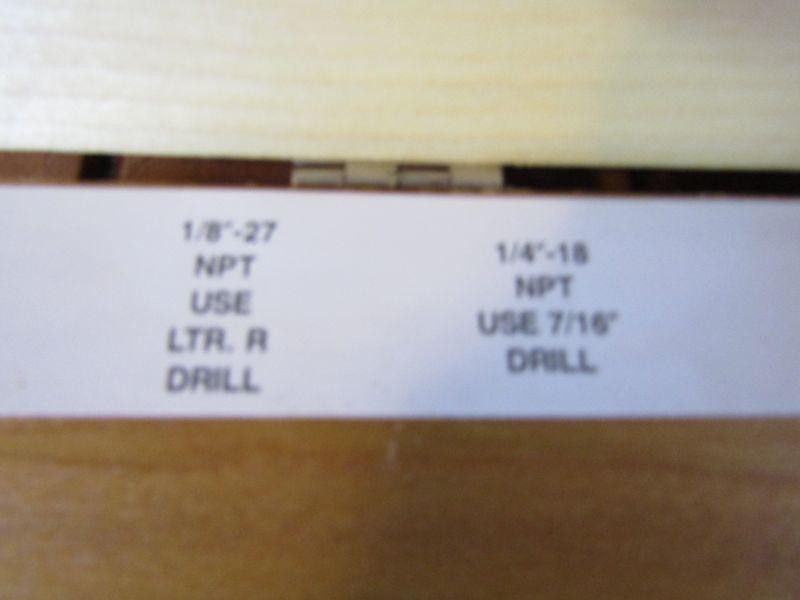 1/8"-27
NPT
USE
LTR. R
DRILL
1/4"-18
NPT
USE 7/16"
DRILL